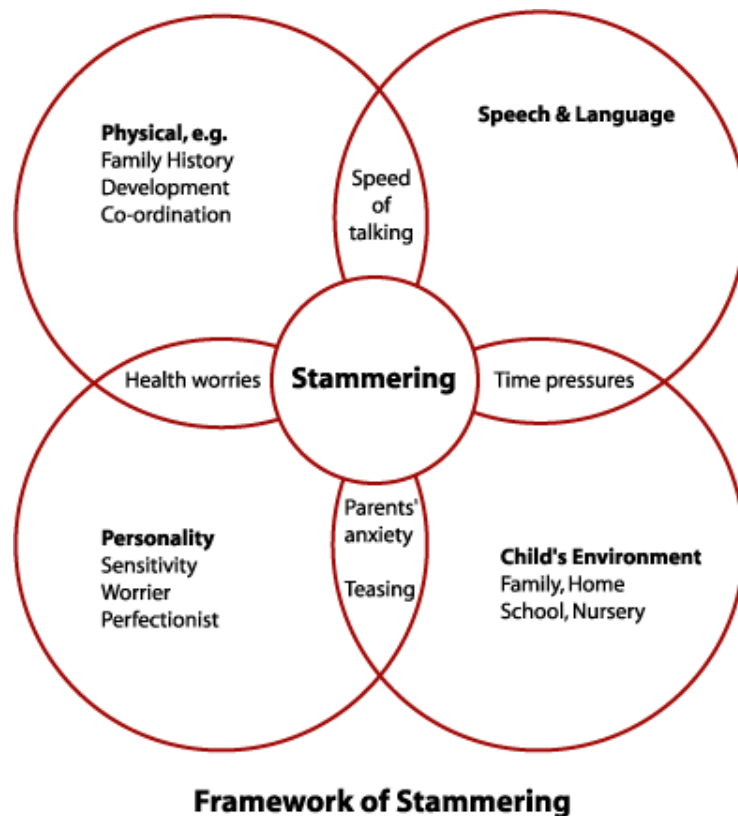 Physical, e.g.
Family History
Development
Co-ordination
Speed
of
talking
Speech & Language
Health worries
Stammering
Time pressures
Personality
Sensitivity
Worrier
Perfectionist
Parents'
anxiety
Teasing
Child's Environment
Family, Home
School, Nursery
Framework of Stammering